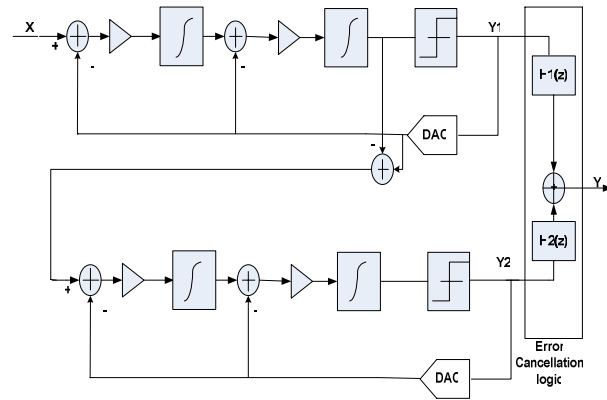 X
+
-
-
Y1
H1(z)
DAC
-
Y
H2(z)
Y2
+
-
-
DAC
Error
Cancellation
logic